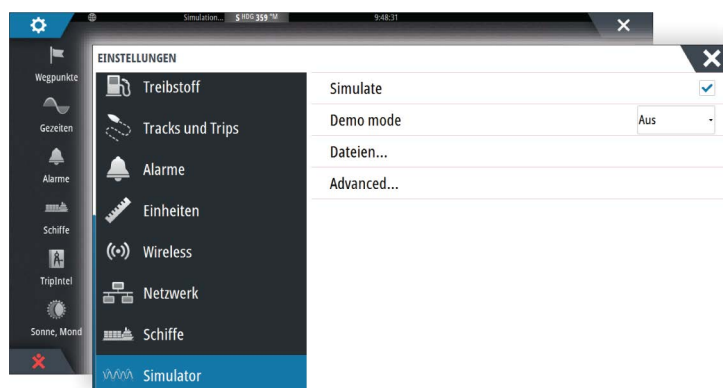 Simulation... S HDG 359 °M 9:48:31
Wegpunkte
Gezeiten
Alarme
Schiffe
TripIntel
Sonne, Mond
EINSTELLUNGEN
Treibstoff
Tracks und Trips
Alarme
Einheiten
Wireless
Netzwerk
Schiffe
Simulator
Simulate
Demo mode Aus
Dateien...
Advanced...